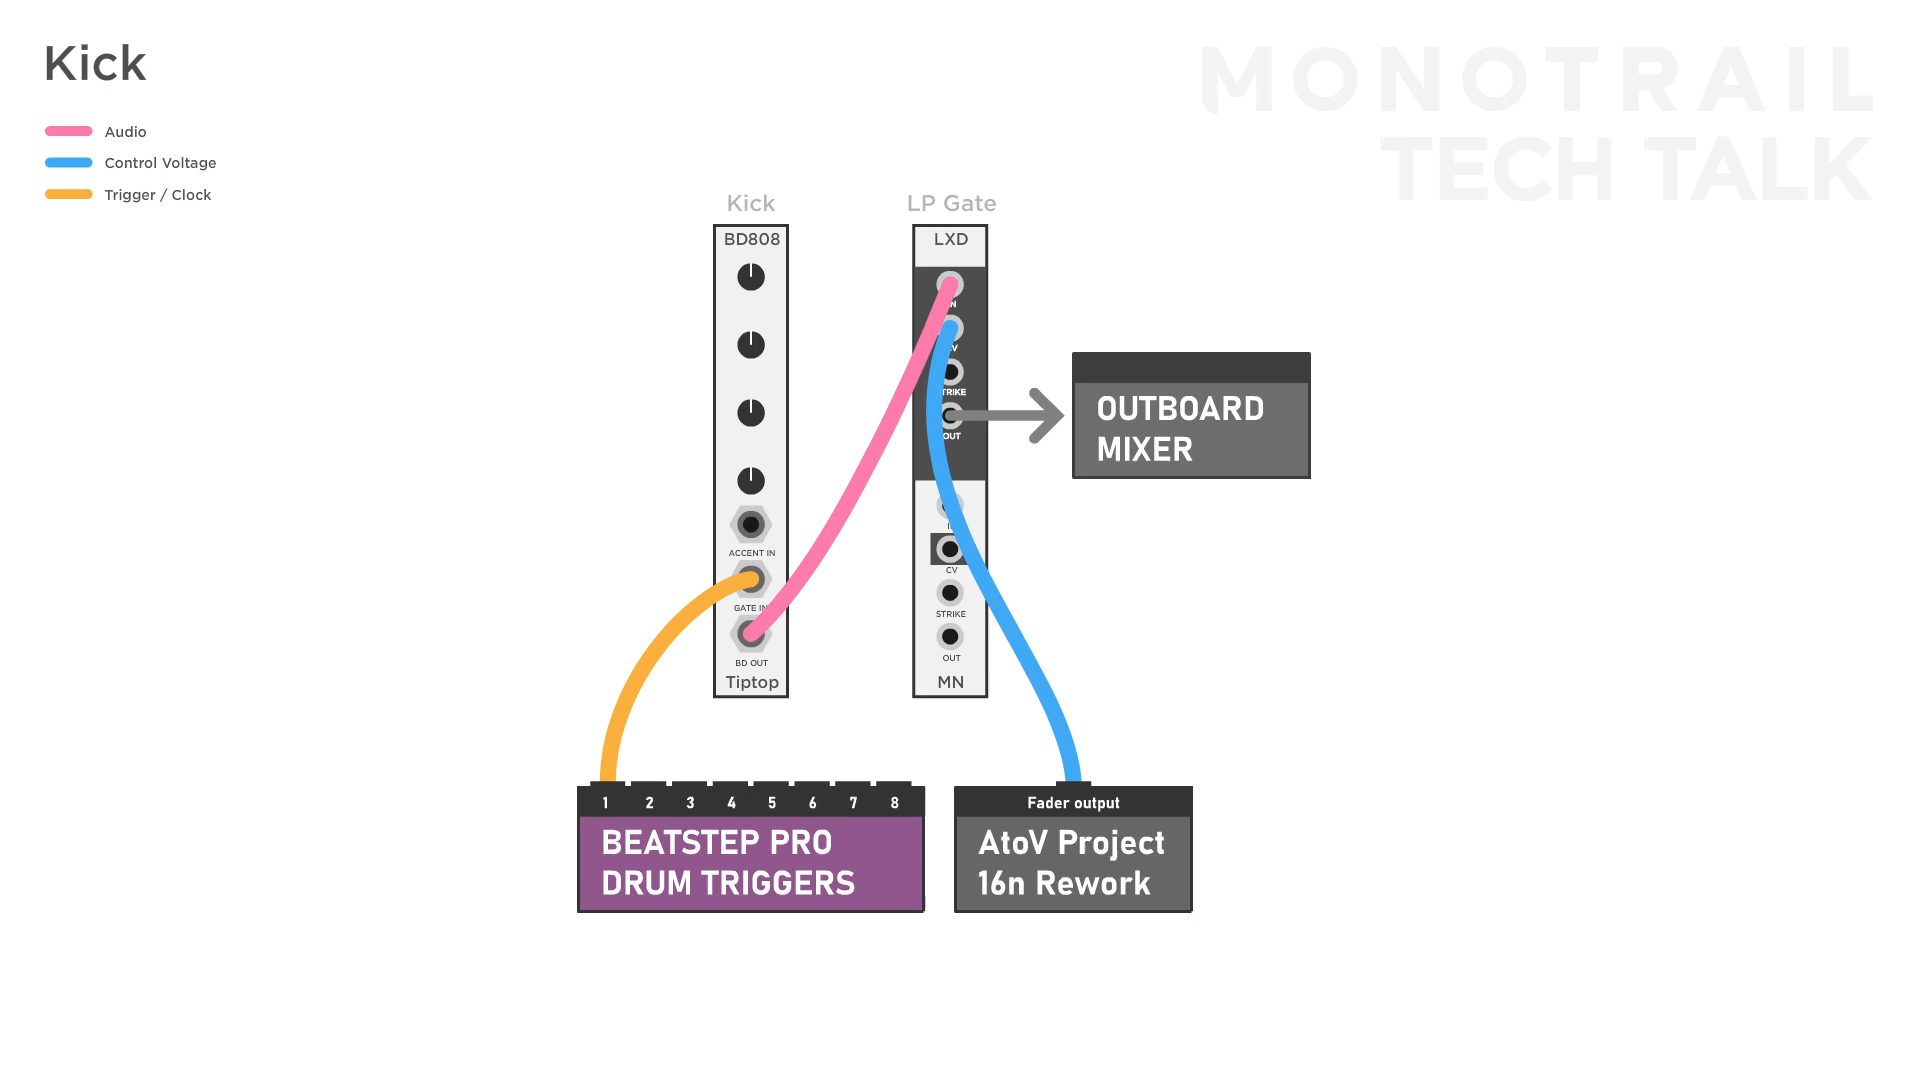 Kick
MONOTRAIL
TECH TALK
Audio
Control Voltage
Trigger / Clock
Kick
LP Gate
BD808
LXD
STRIKE
OUT
OUTBOARD
MIXER
ACCENT IN
GATE IN
BD OUT
Tiptop
CV
STRIKE
OUT
MN
1 2 3 4 5 6 7 8
BEATSTEP PRO
DRUM TRIGGERS
Fader output
AtoV Project
16n Rework